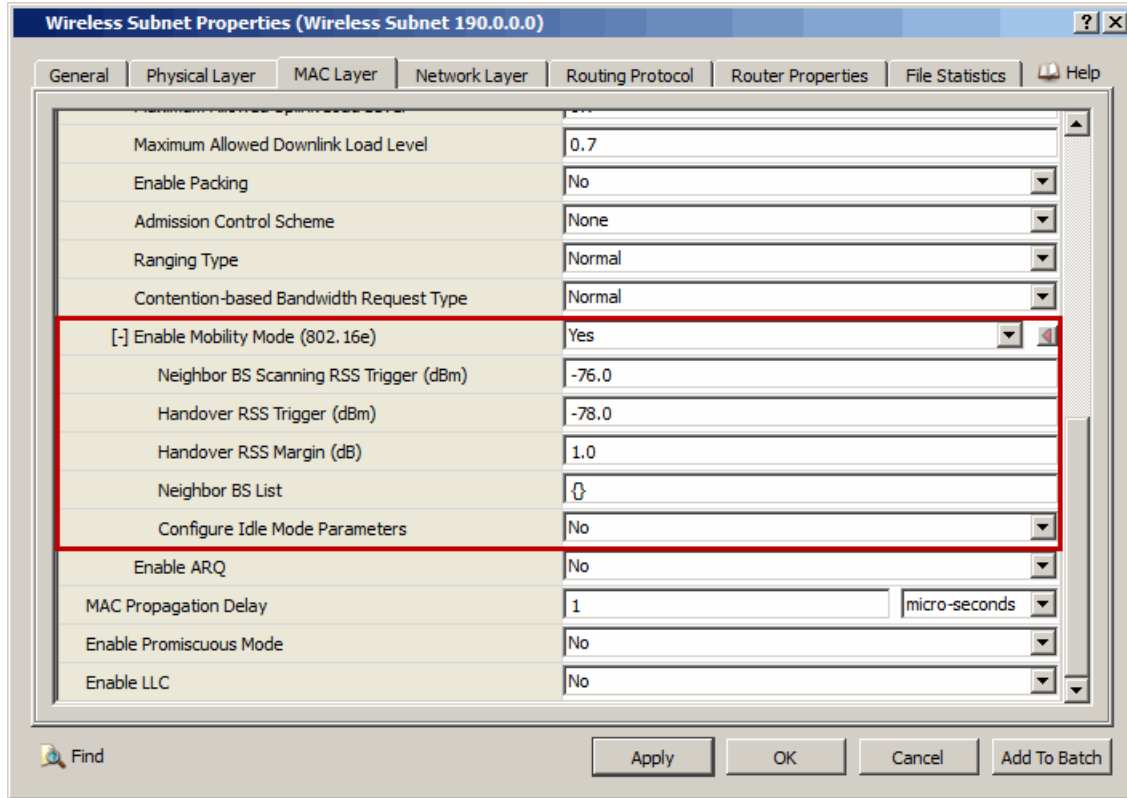 Wireless Subnet Properties (Wireless Subnet 190.0.0.0)
General Physical Layer MAC Layer Network Layer Routing Protocol Router Properties File Statistics Help
Maximum Allowed Downlink Load Level 0.7
Enable Packing No
Admission Control Scheme None
Ranging Type Normal
Contention-based Bandwidth Request Type Normal
[-] Enable Mobility Mode (802.16e) Yes
Neighbor BS Scanning RSS Trigger (dBm) -76.0
Handover RSS Trigger (dBm) -78.0
Handover RSS Margin (dB) 1.0
Neighbor BS List {}
Configure Idle Mode Parameters No
Enable ARQ No
MAC Propagation Delay 1 micro-seconds
Enable Promiscuous Mode No
Enable LLC No
Find Apply OK Cancel Add To Batch